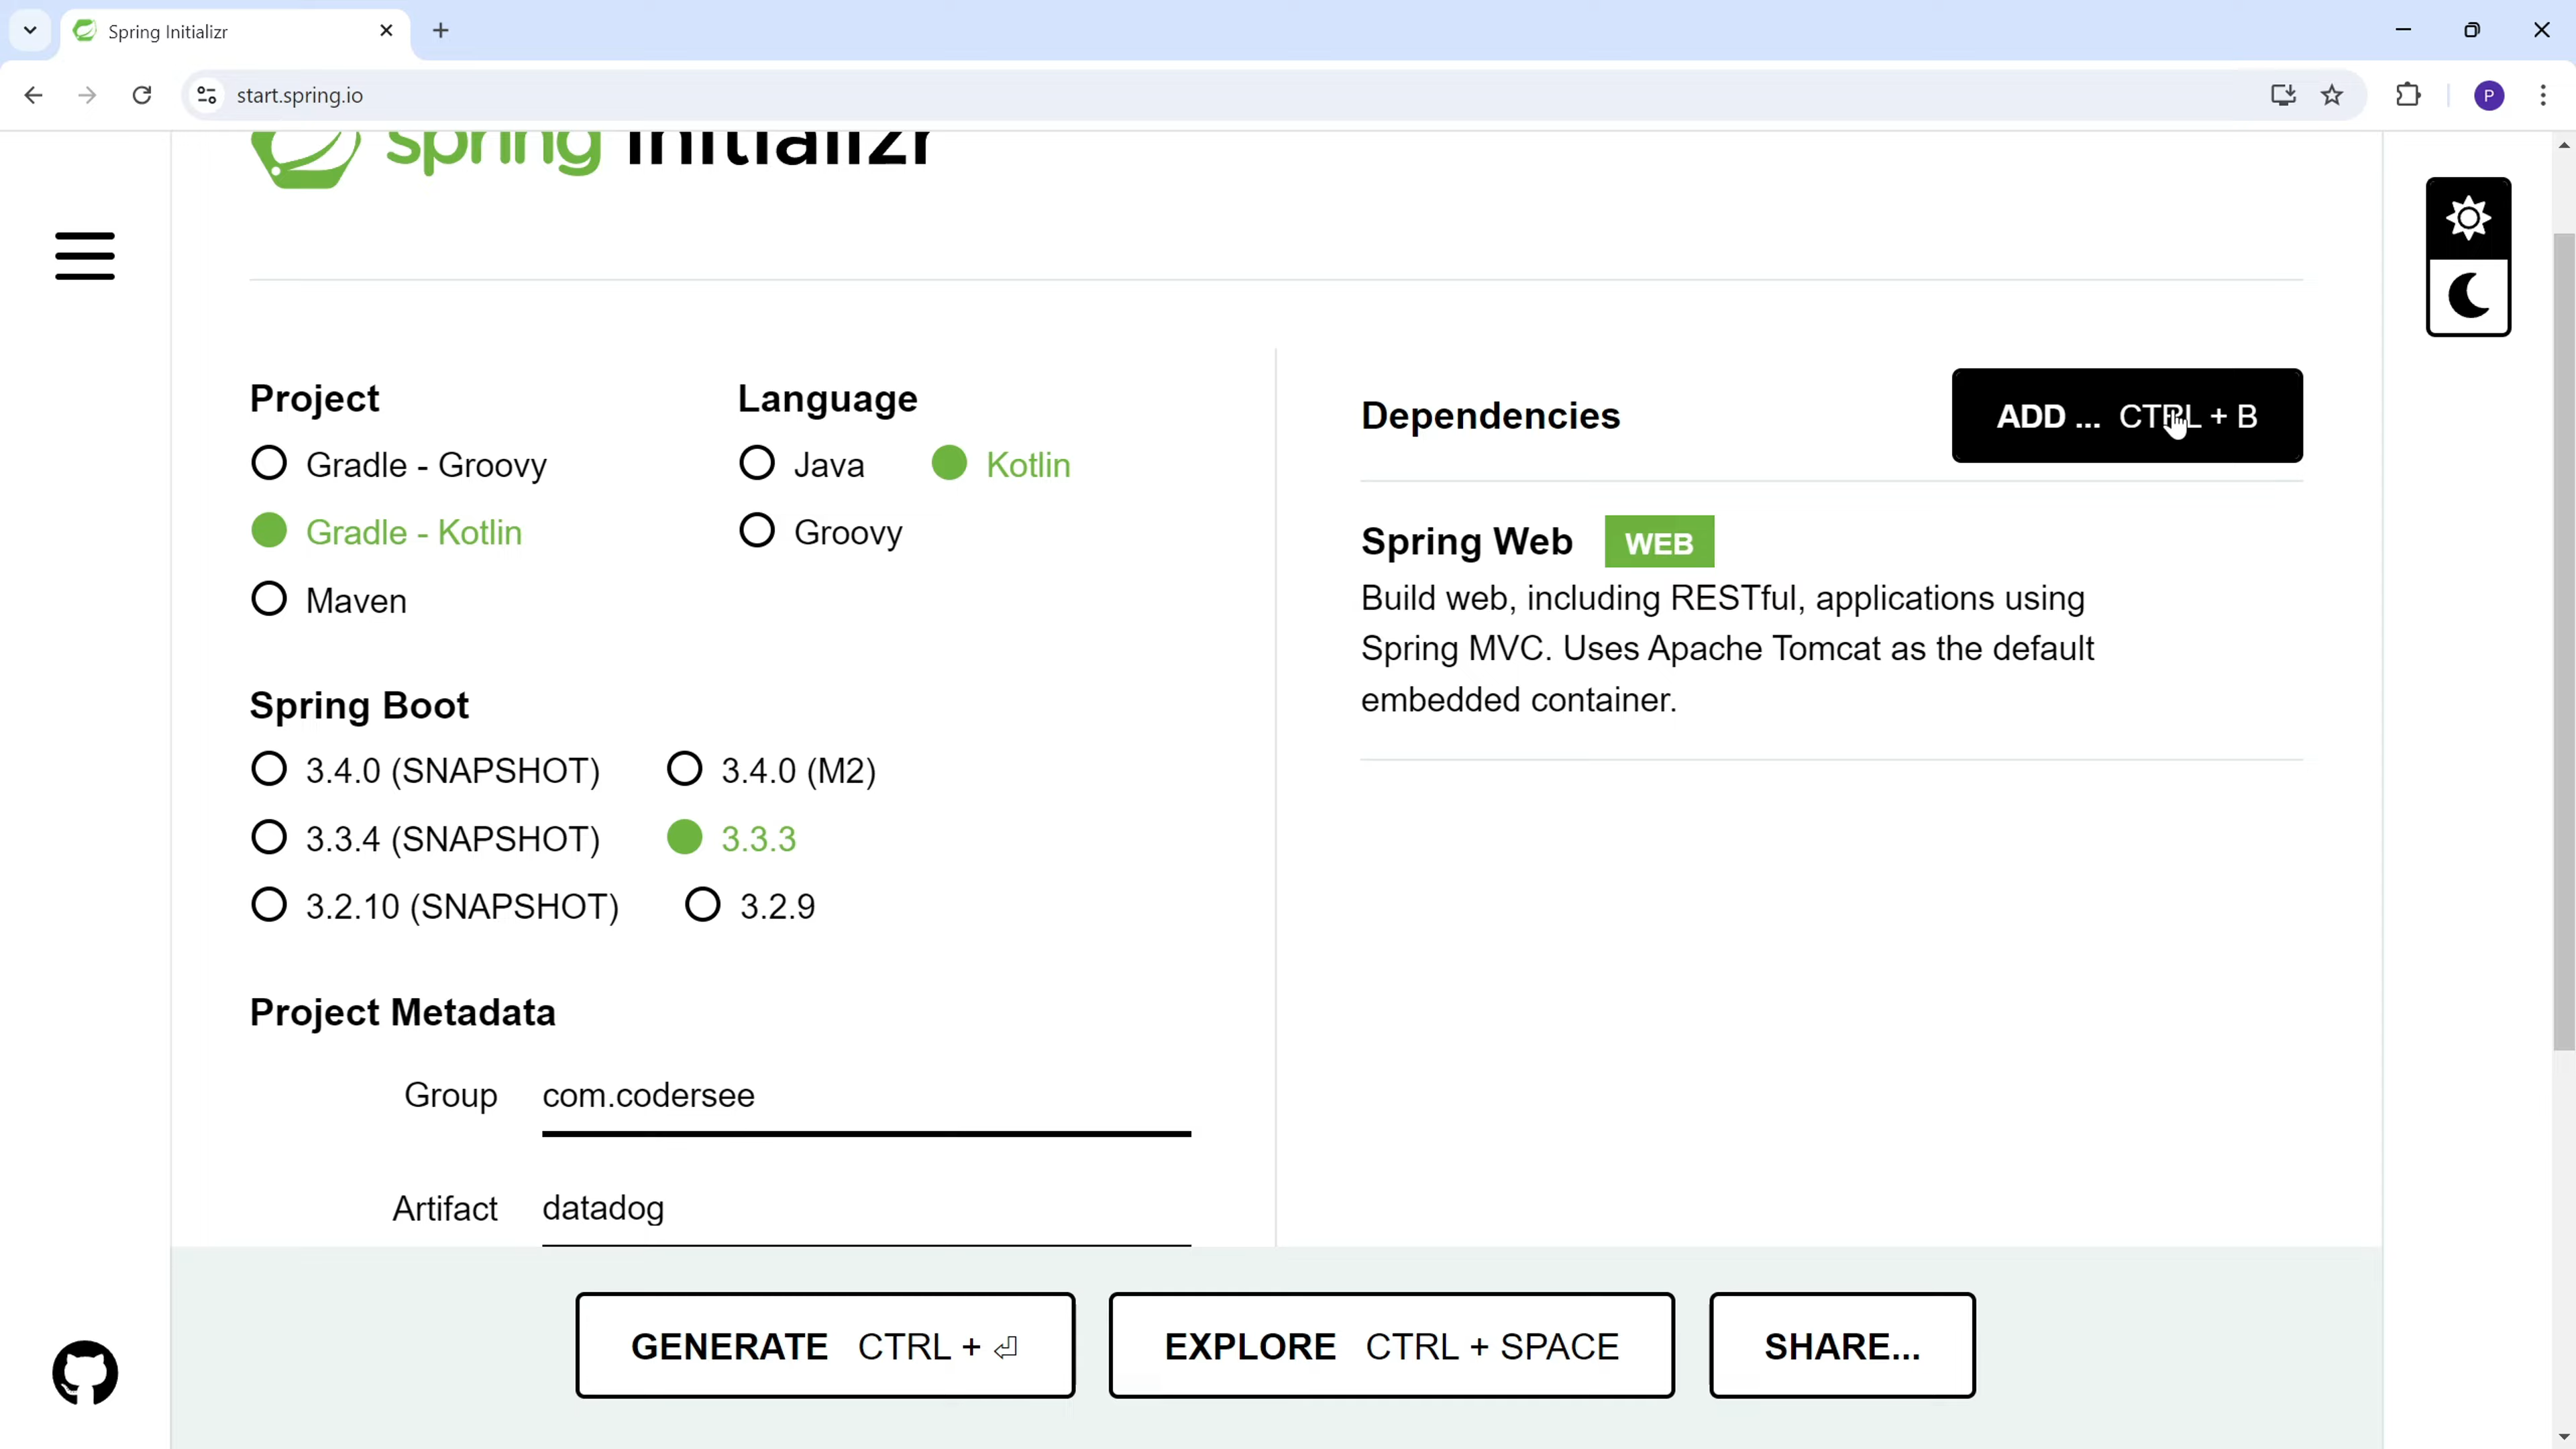 Spring Initializr
start.spring.io
spring initializr
Project
Language
Gradle - Groovy
Java
Kotlin
Gradle - Kotlin
Groovy
Maven
Spring Boot
3.4.0 (SNAPSHOT)
3.4.0 (M2)
3.3.4 (SNAPSHOT)
3.3.3
3.2.10 (SNAPSHOT)
3.2.9
Project Metadata
Group com.codersee
Artifact datadog
Dependencies
ADD ... CTRL + B
Spring Web WEB
Build web, including RESTful, applications using
Spring MVC. Uses Apache Tomcat as the default
embedded container.
GENERATE CTRL + ⏎
EXPLORE CTRL + SPACE
SHARE...
P